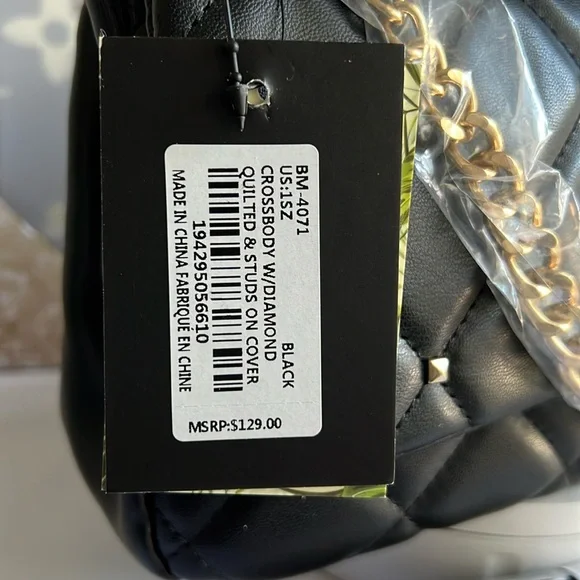 BM-4071 BLACK
US:1SZ
CROSSBODY W/DIAMOND
QUILTED & STUDS ON COVER
194295056610
MADE IN CHINA FABRIQUÉ EN CHINE
MSRP:$129.00